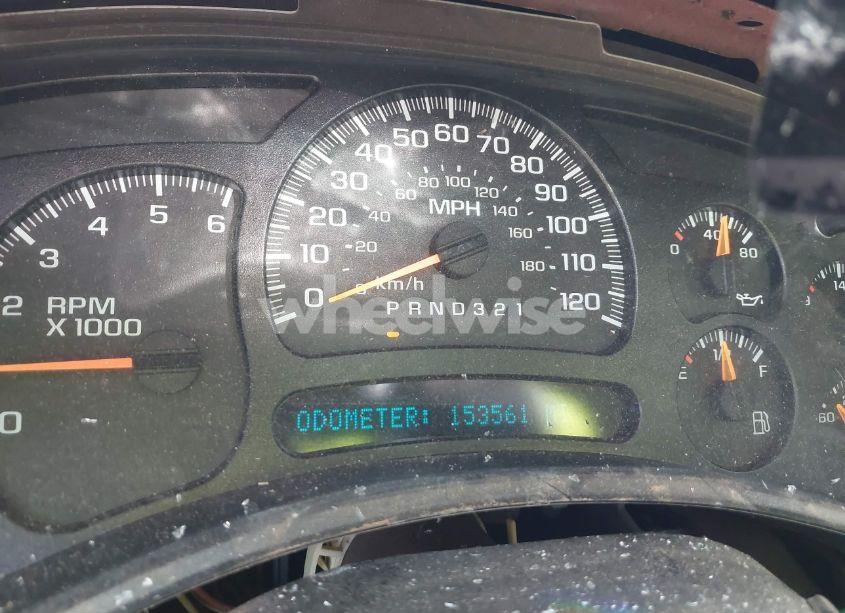 50 60 70
40 80
30 80 100 120 90
60 140
20 40 MPH 160 100
10 20 180 110
0 km/h 120
P R N D 3 2 1
6
5
4
3
2
RPM
X 1000
0
ODOMETER: 153561
0 40 80
F
60
wheelwise